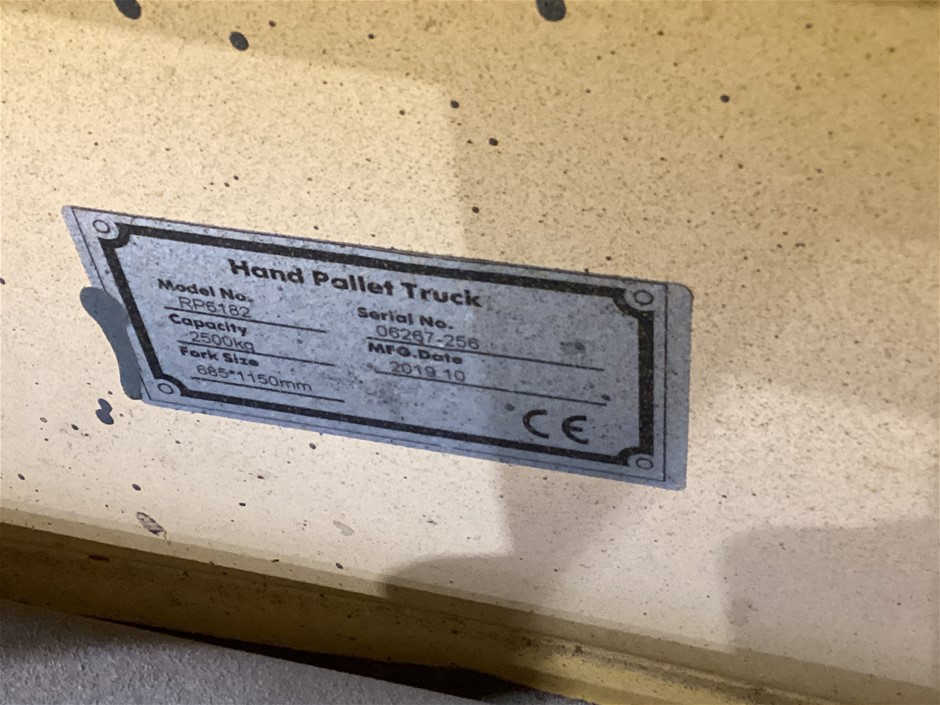 Hand Pallet Truck
Model No.
RP6182
Serial No.
06267-256
Capacity
2500kg
MFG.Date
2019 10
Fork Size
685*1150mm
CE